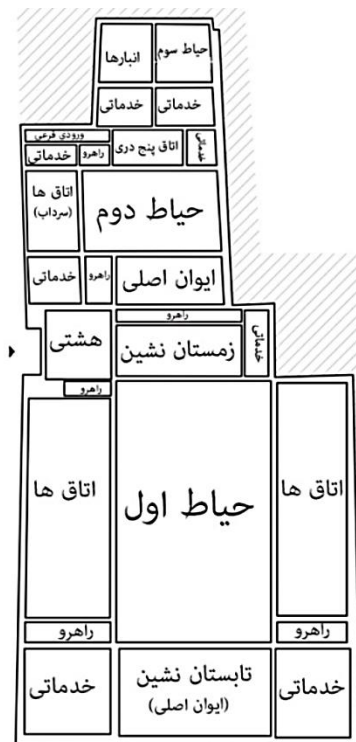 حیاط سوم
انبارها
خدماتی
خدماتی
ورودی فرعی
خدماتی
اتاق پنج دری
راهرو
خدماتی
اتاق ها
(سرداب)
حیاط دوم
ایوان اصلی
راهرو
خدماتی
راهرو
خدماتی
زمستان نشین
هشتی
راهرو
اتاق ها
حیاط اول
اتاق ها
راهرو
راهرو
خدماتی
تابستان نشین
(ایوان اصلی)
خدماتی